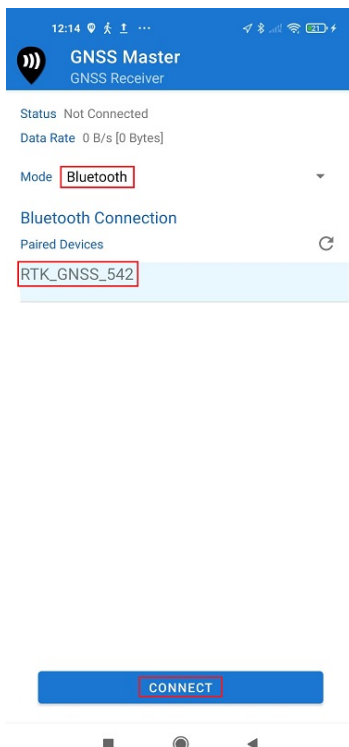 12:14
21
GNSS Master
GNSS Receiver
Status Not Connected
Data Rate 0 B/s [0 Bytes]
Mode Bluetooth
Bluetooth Connection
Paired Devices
RTK_GNSS_542
CONNECT